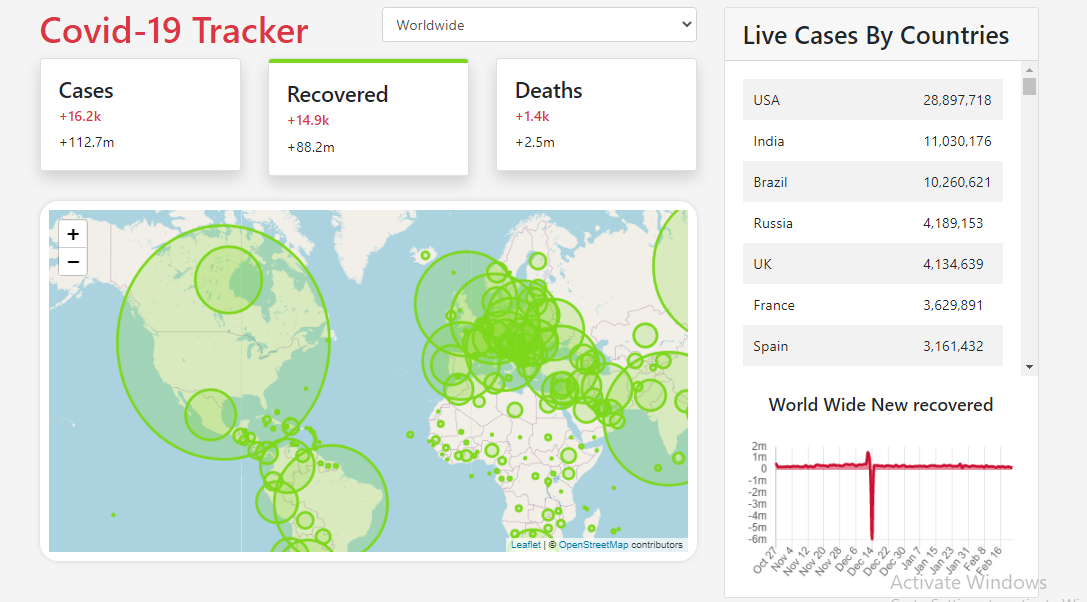 Covid-19 Tracker
Worldwide
Cases
+16.2k
+112.7m
Recovered
+14.9k
+88.2m
Deaths
+1.4k
+2.5m
+
−
Leaflet | © OpenStreetMap contributors
Live Cases By Countries
USA 28,897,718
India 11,030,176
Brazil 10,260,621
Russia 4,189,153
UK 4,134,639
France 3,629,891
Spain 3,161,432
World Wide New recovered
2m
1m
0
-1m
-2m
-3m
-4m
-5m
-6m
Oct 27 Nov 4 Nov 12 Nov 20 Nov 28 Dec 6 Dec 14 Dec 22 Dec 30 Jan 7 Jan 15 Jan 23 Jan 31 Feb 8 Feb 16
Activate Windows